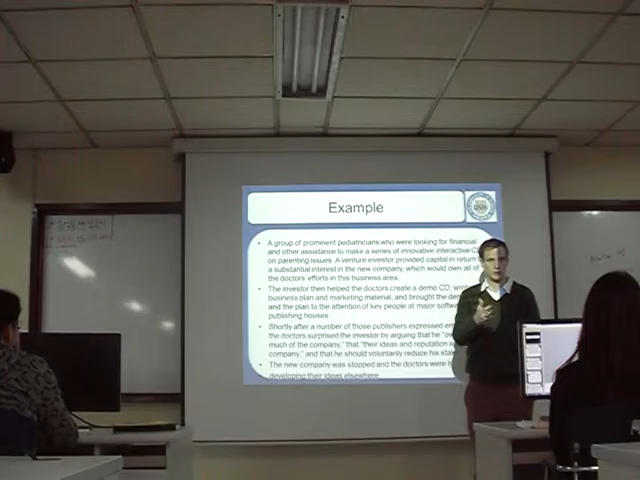 Example
• A group of prominent pediatricians who were looking for financial
and other assistance to make a series of innovative interactive
on parenting issues. A venture investor provided capital in return
a substantial interest in the new company, which would own all of
the doctors' efforts in this business area.
• The investor then helped the doctors create a demo CD,
business plan and marketing material, and brought the
and the plan to the attention of key people at major
publishing houses.
• Shortly after a number of those publishers expressed
the doctors surprised the investor by arguing that he
much of the company," that "their ideas and reputation
company," and that he should voluntarily reduce his
• The new company was stopped and the doctors were
developing their ideas elsewhere